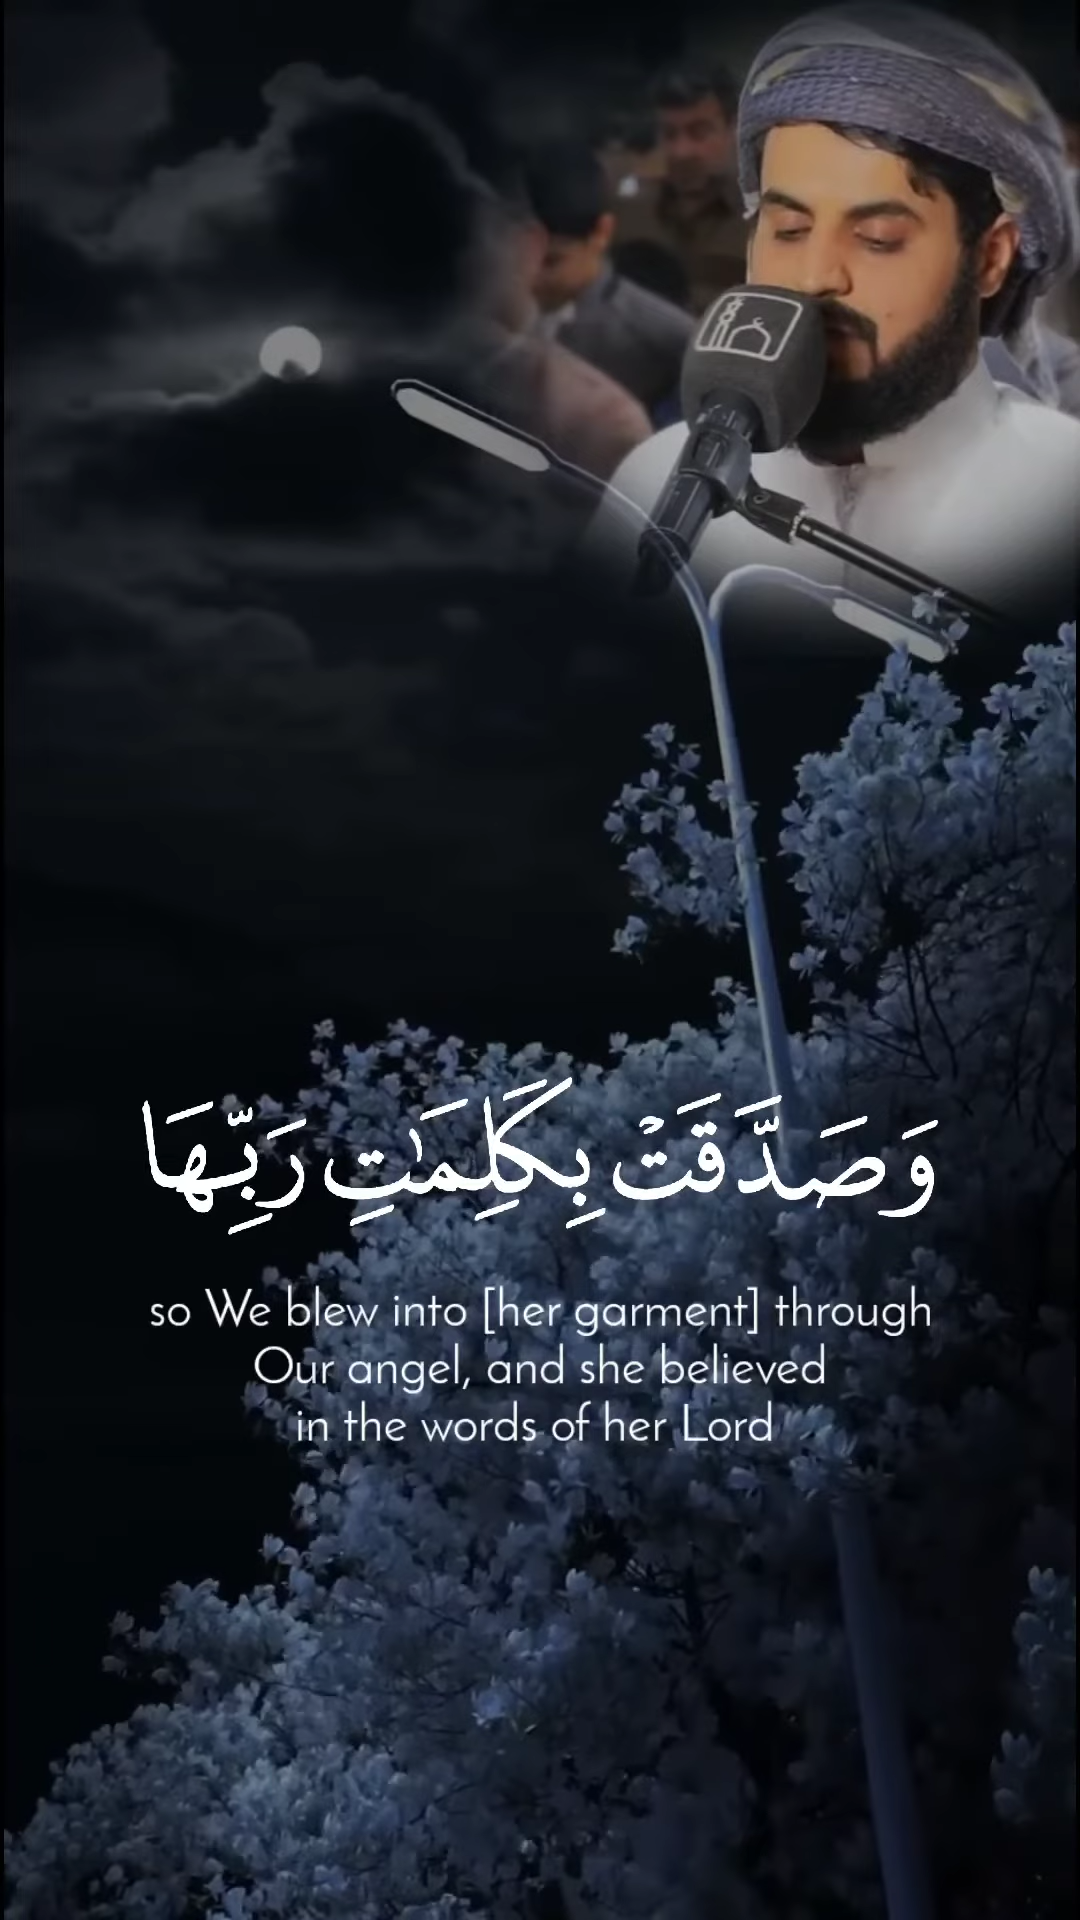 وَصَدَّقَتْ بِكَلِمَٰتِ رَبِّهَا
so We blew into [her garment] through
Our angel, and she believed
in the words of her Lord